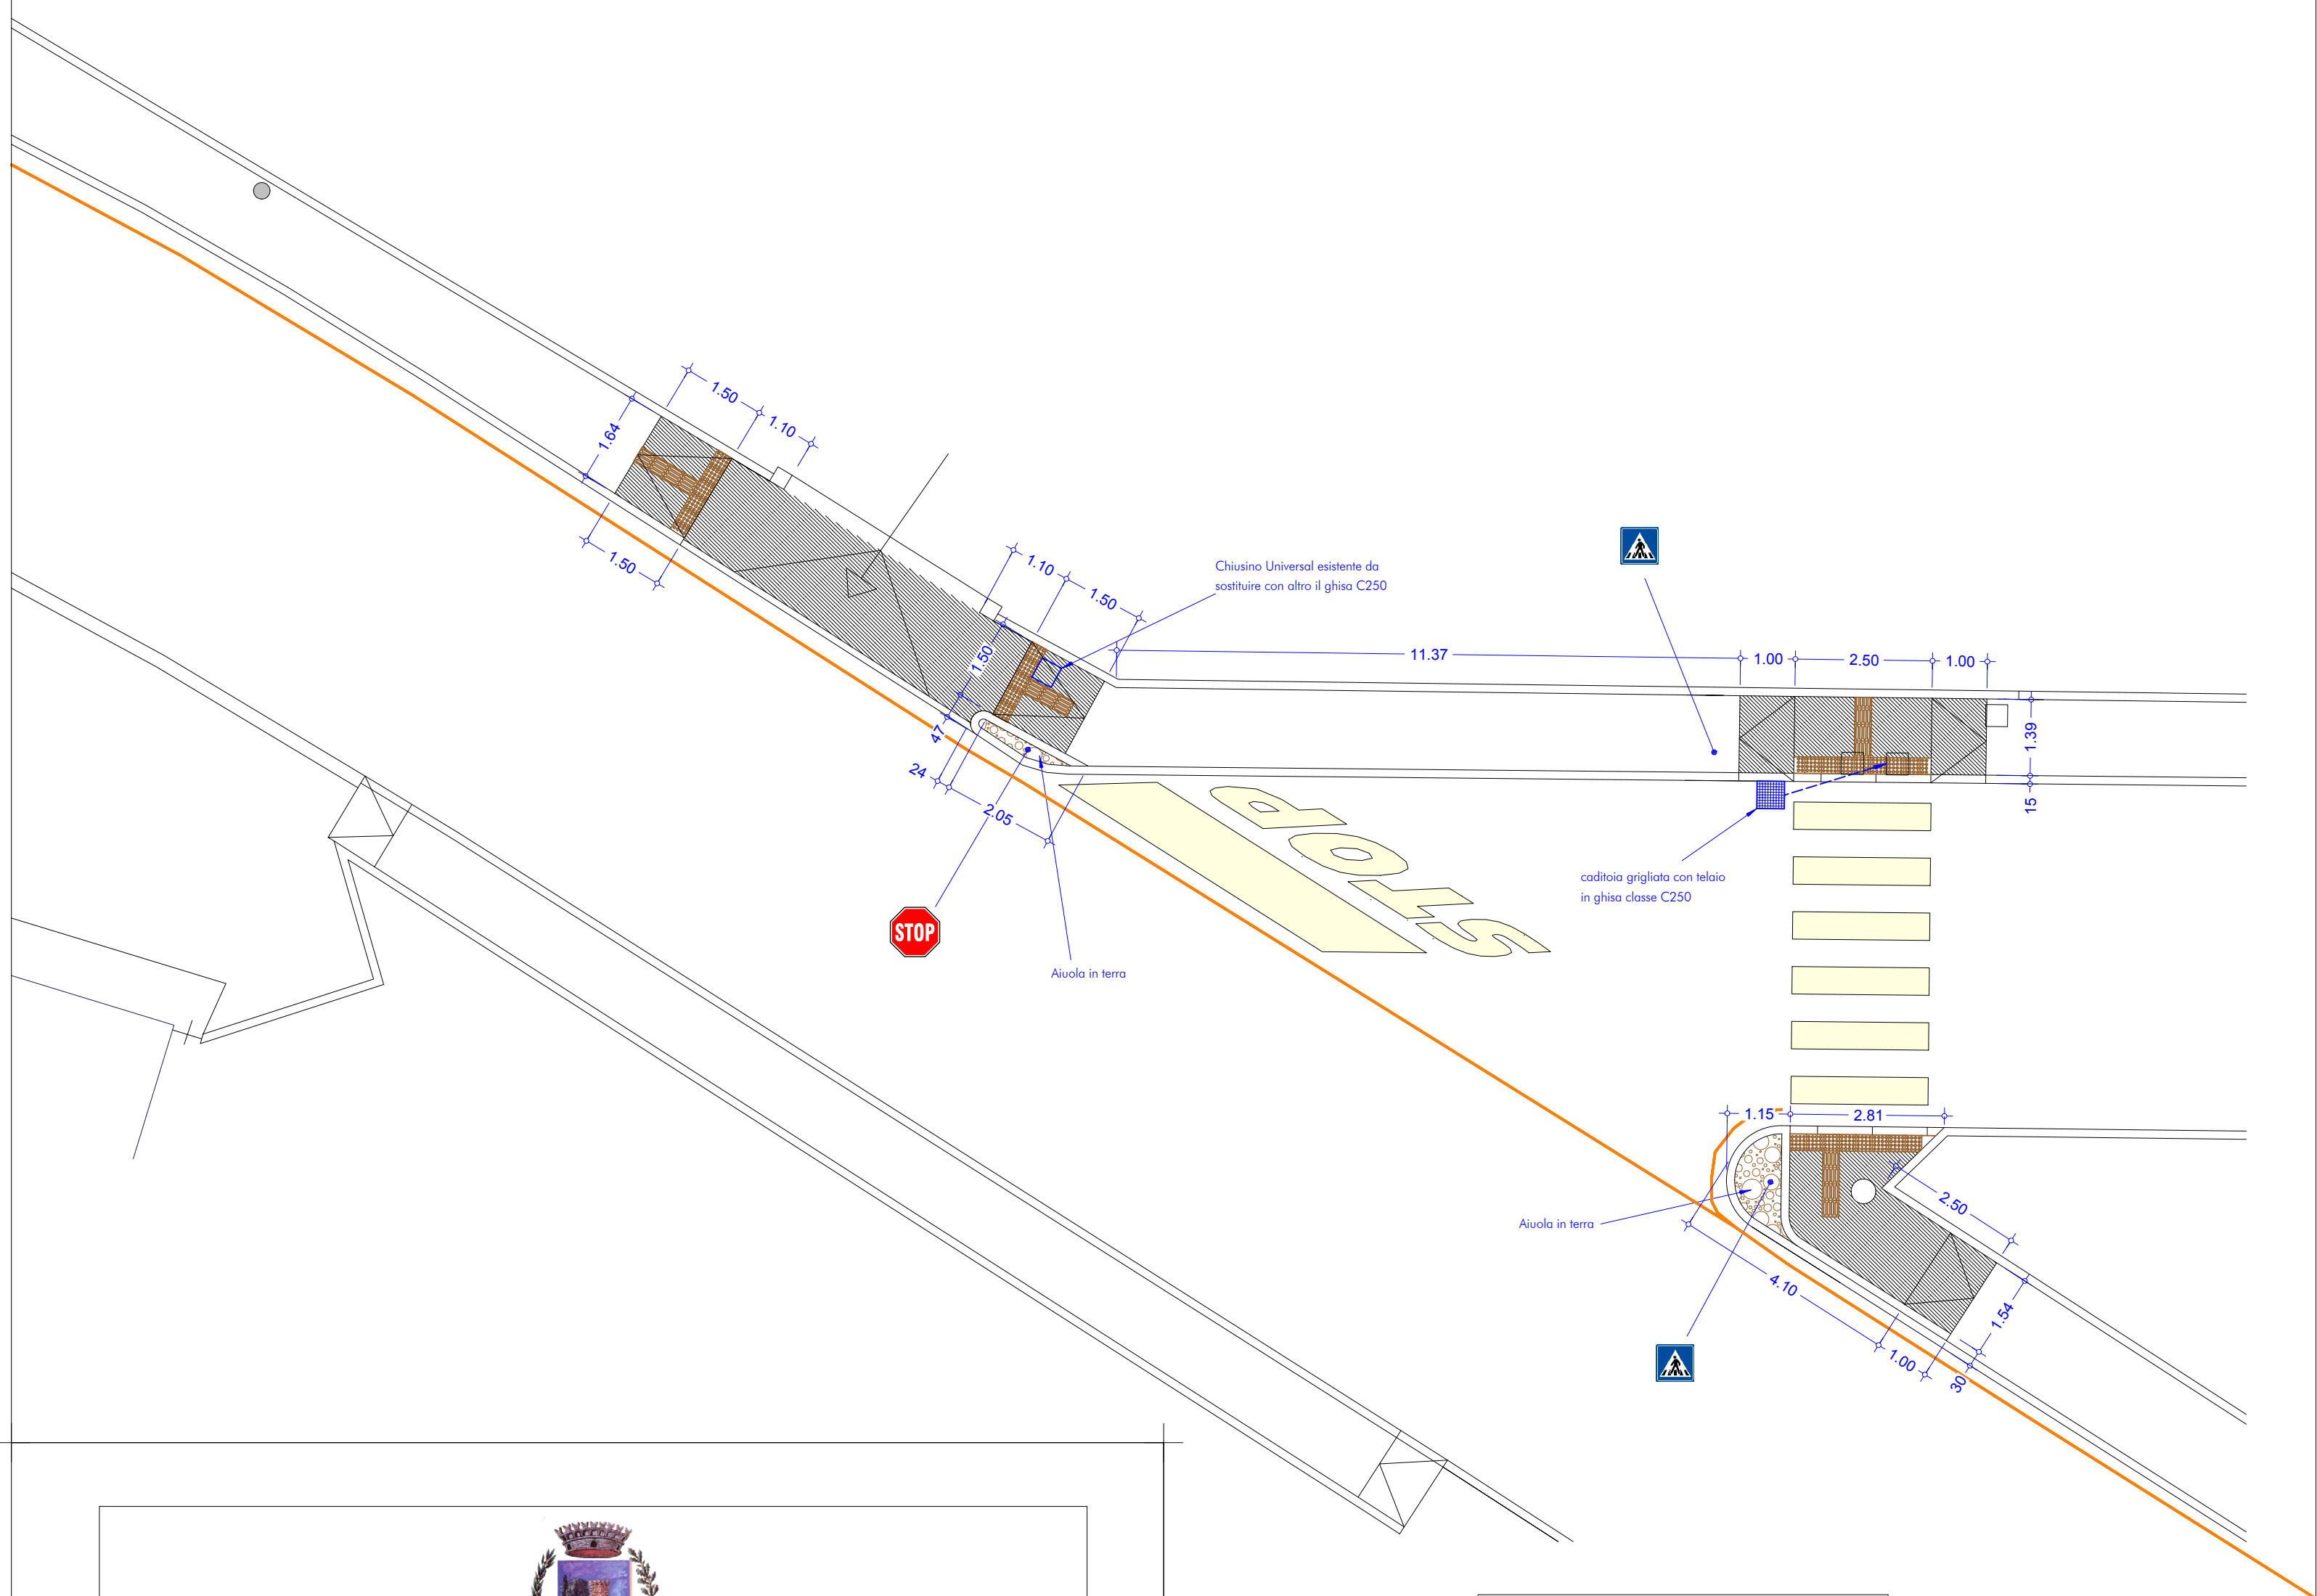 1.50
1.10
1.64
1.50
1.10
1.50
Chiusino Universal esistente da
sostituire con altro il ghisa C250
1.50
47
24
2.05
11.37
1.00
2.50
1.00
1.39
15
caditoia grigliata con telaio
in ghisa classe C250
STOP
STOP
Aiuola in terra
1.15
2.81
2.50
Aiuola in terra
4.10
1.54
1.00
30